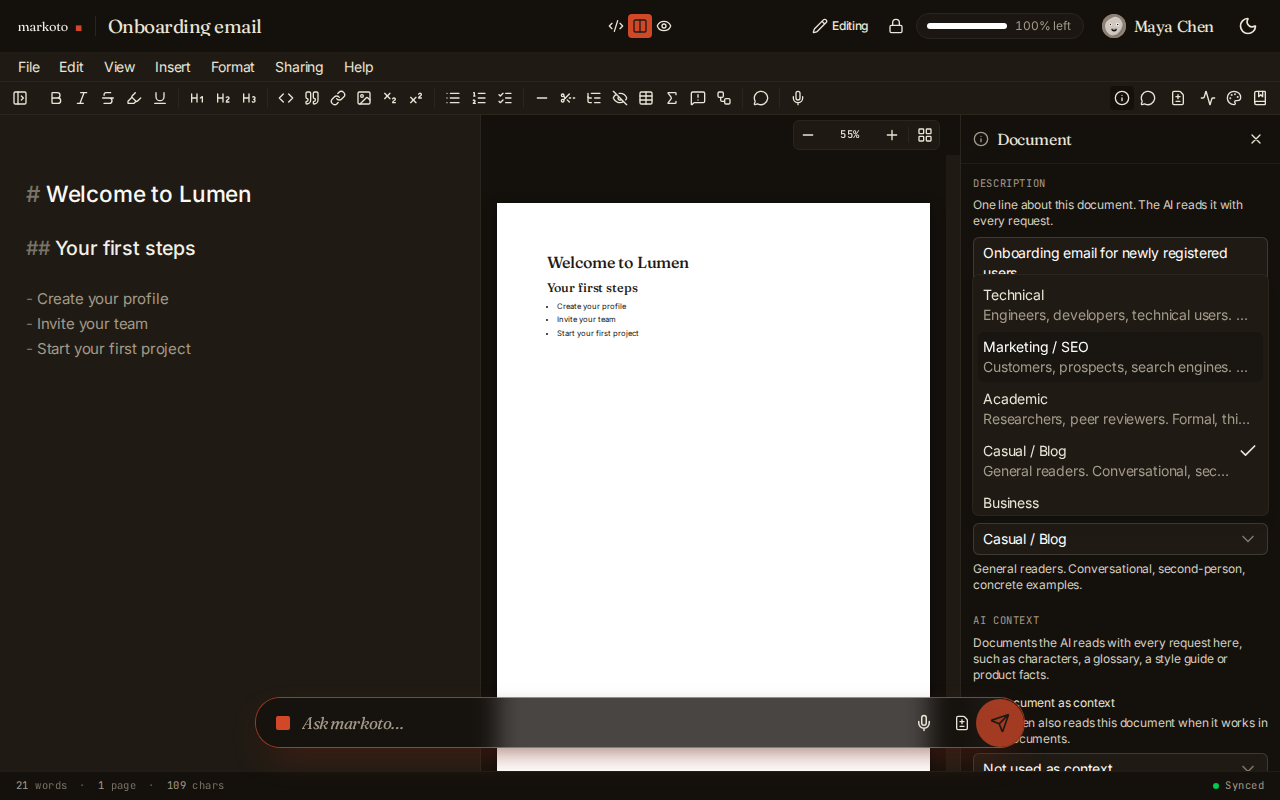 markoto
Onboarding email
Editing
100% left
Maya Chen
File Edit View Insert Format Sharing Help
B I S U H1 H2 H3 X2 x2
# Welcome to Lumen
## Your first steps
- Create your profile
- Invite your team
- Start your first project
55%
Welcome to Lumen
Your first steps
• Create your profile
• Invite your team
• Start your first project
Document
DESCRIPTION
One line about this document. The AI reads it with
every request.
Onboarding email for newly registered
users
Technical
Engineers, developers, technical users. ...
Marketing / SEO
Customers, prospects, search engines. ...
Academic
Researchers, peer reviewers. Formal, thi...
Casual / Blog
General readers. Conversational, sec...
Business
Casual / Blog
General readers. Conversational, second-person,
concrete examples.
AI CONTEXT
Documents the AI reads with every request here,
such as characters, a glossary, a style guide or
product facts.
cument as context
en also reads this document when it works in
cuments.
Not used as context
Ask markoto...
21 words · 1 page · 109 chars
Synced